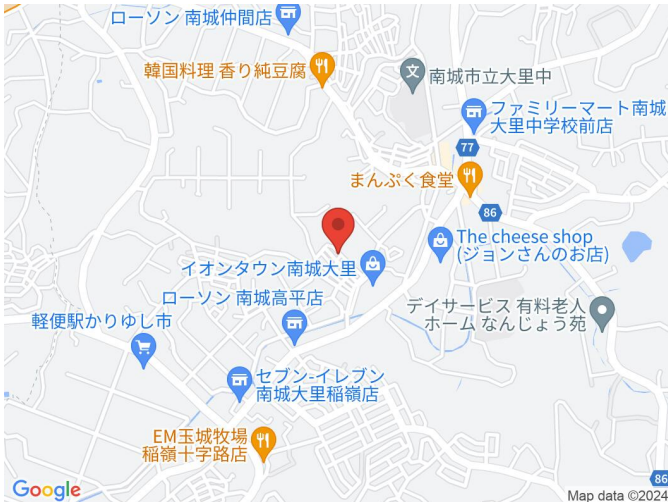 ローソン 南城仲間店
韓国料理 香り純豆腐
文
南城市立大里中
ファミリーマート南城
大里中学校前店
77
まんぷく食堂
86
The cheese shop
(ジョンさんのお店)
イオンタウン南城大里
ローソン 南城高平店
デイサービス 有料老人
ホーム なんじょう苑
軽便駅かりゆし市
セブン-イレブン
南城大里稲嶺店
EM玉城牧場
稲嶺十字路店
86
Google
Map data ©2024